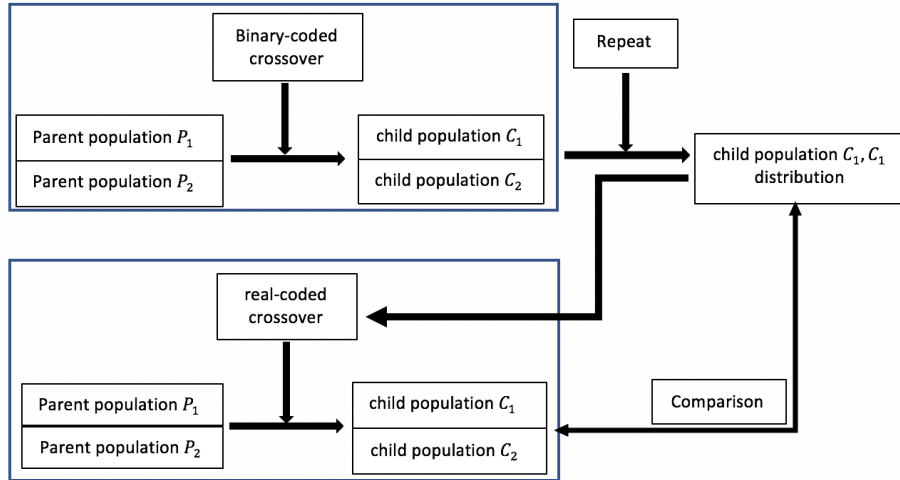 Binary-coded
crossover
Repeat
Parent population P₁
Parent population P₂
child population C₁
child population C₂
child population C₁, C₁
distribution
real-coded
crossover
Parent population P₁
Parent population P₂
child population C₁
child population C₂
Comparison